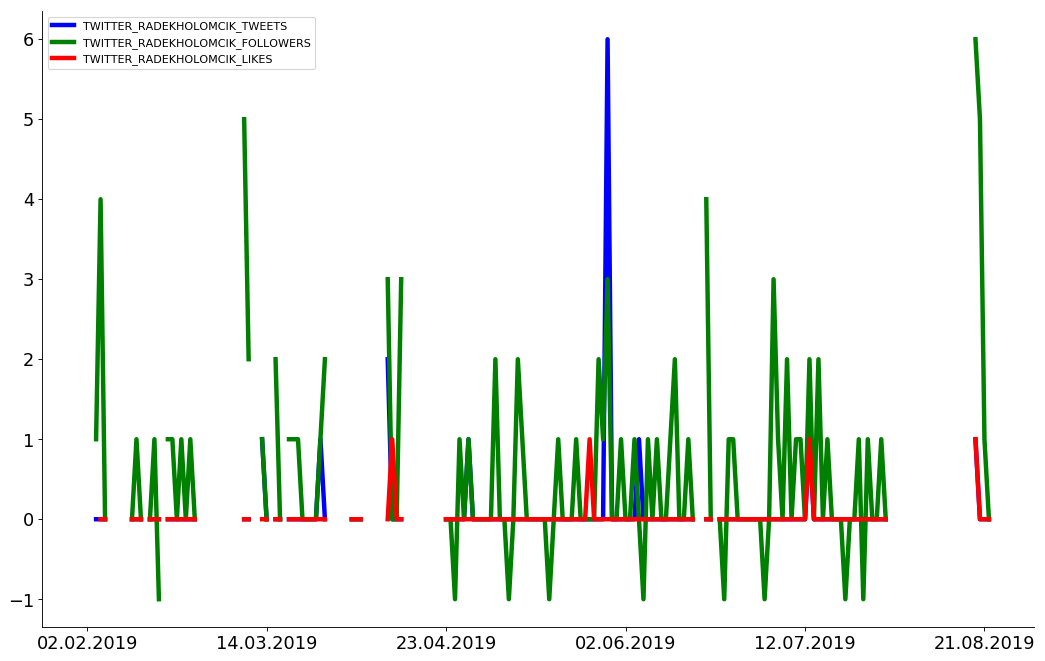 TWITTER_RADEKHOLOMCIK_TWEETS
TWITTER_RADEKHOLOMCIK_FOLLOWERS
TWITTER_RADEKHOLOMCIK_LIKES
6
5
4
3
2
1
0
−1
02.02.2019 14.03.2019 23.04.2019 02.06.2019 12.07.2019 21.08.2019